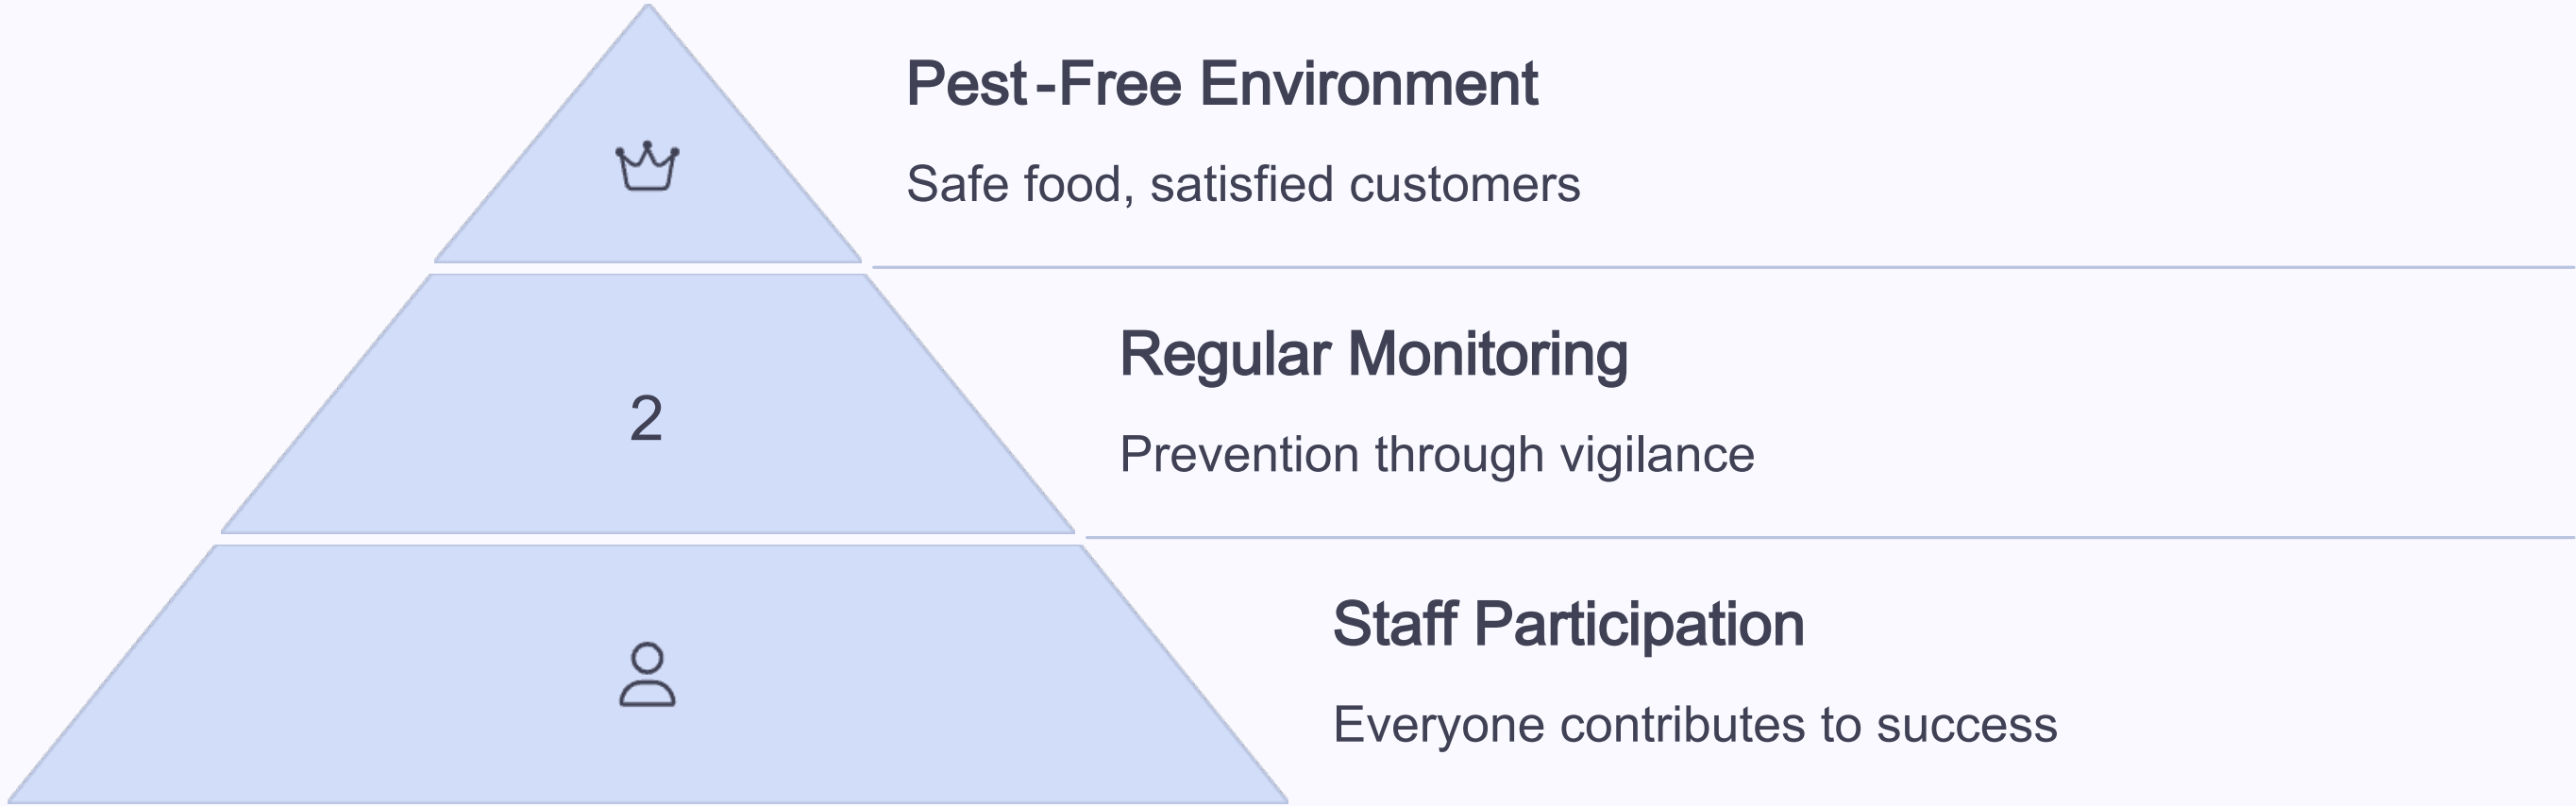 Pest-Free Environment
Safe food, satisfied customers
2
Regular Monitoring
Prevention through vigilance
Staff Participation
Everyone contributes to success